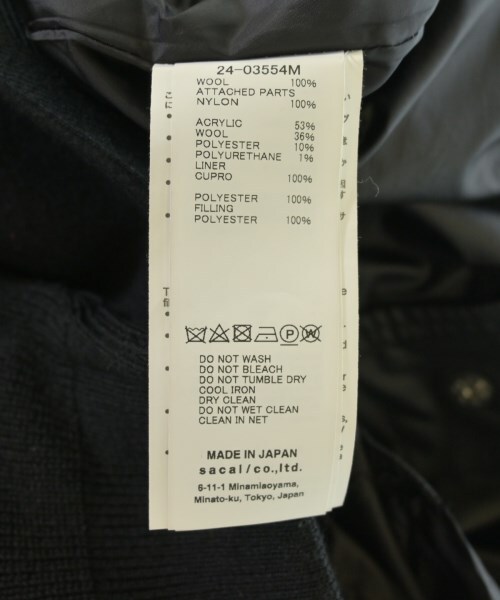 24-03554M
WOOL 100%
ATTACHED PARTS
NYLON 100%
ACRYLIC 53%
WOOL 36%
POLYESTER 10%
POLYURETHANE 1%
LINER
CUPRO 100%
POLYESTER 100%
FILLING
POLYESTER 100%
DO NOT WASH
DO NOT BLEACH
DO NOT TUMBLE DRY
COOL IRON
DRY CLEAN
DO NOT WET CLEAN
CLEAN IN NET
MADE IN JAPAN
sacai/co.,ltd.
6-11-1 Minamiaoyama,
Minato-ku, Tokyo, Japan